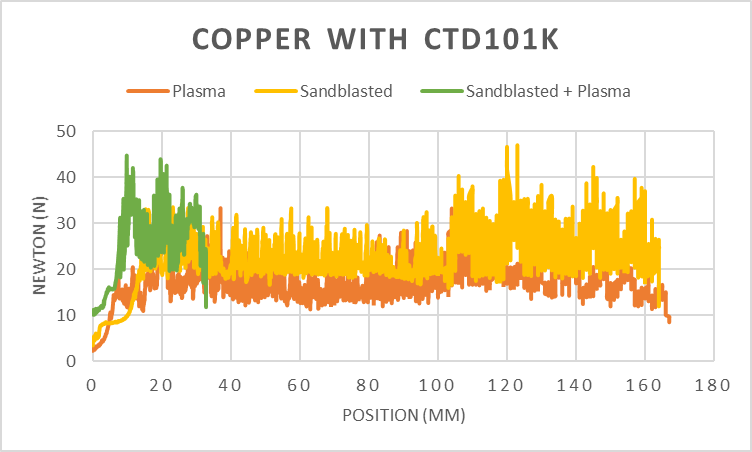 COPPER WITH CTD101K
Plasma Sandblasted Sandblasted + Plasma
50
40
30
20
10
0
NEWTON (N)
0 20 40 60 80 100 120 140 160 180
POSITION (MM)